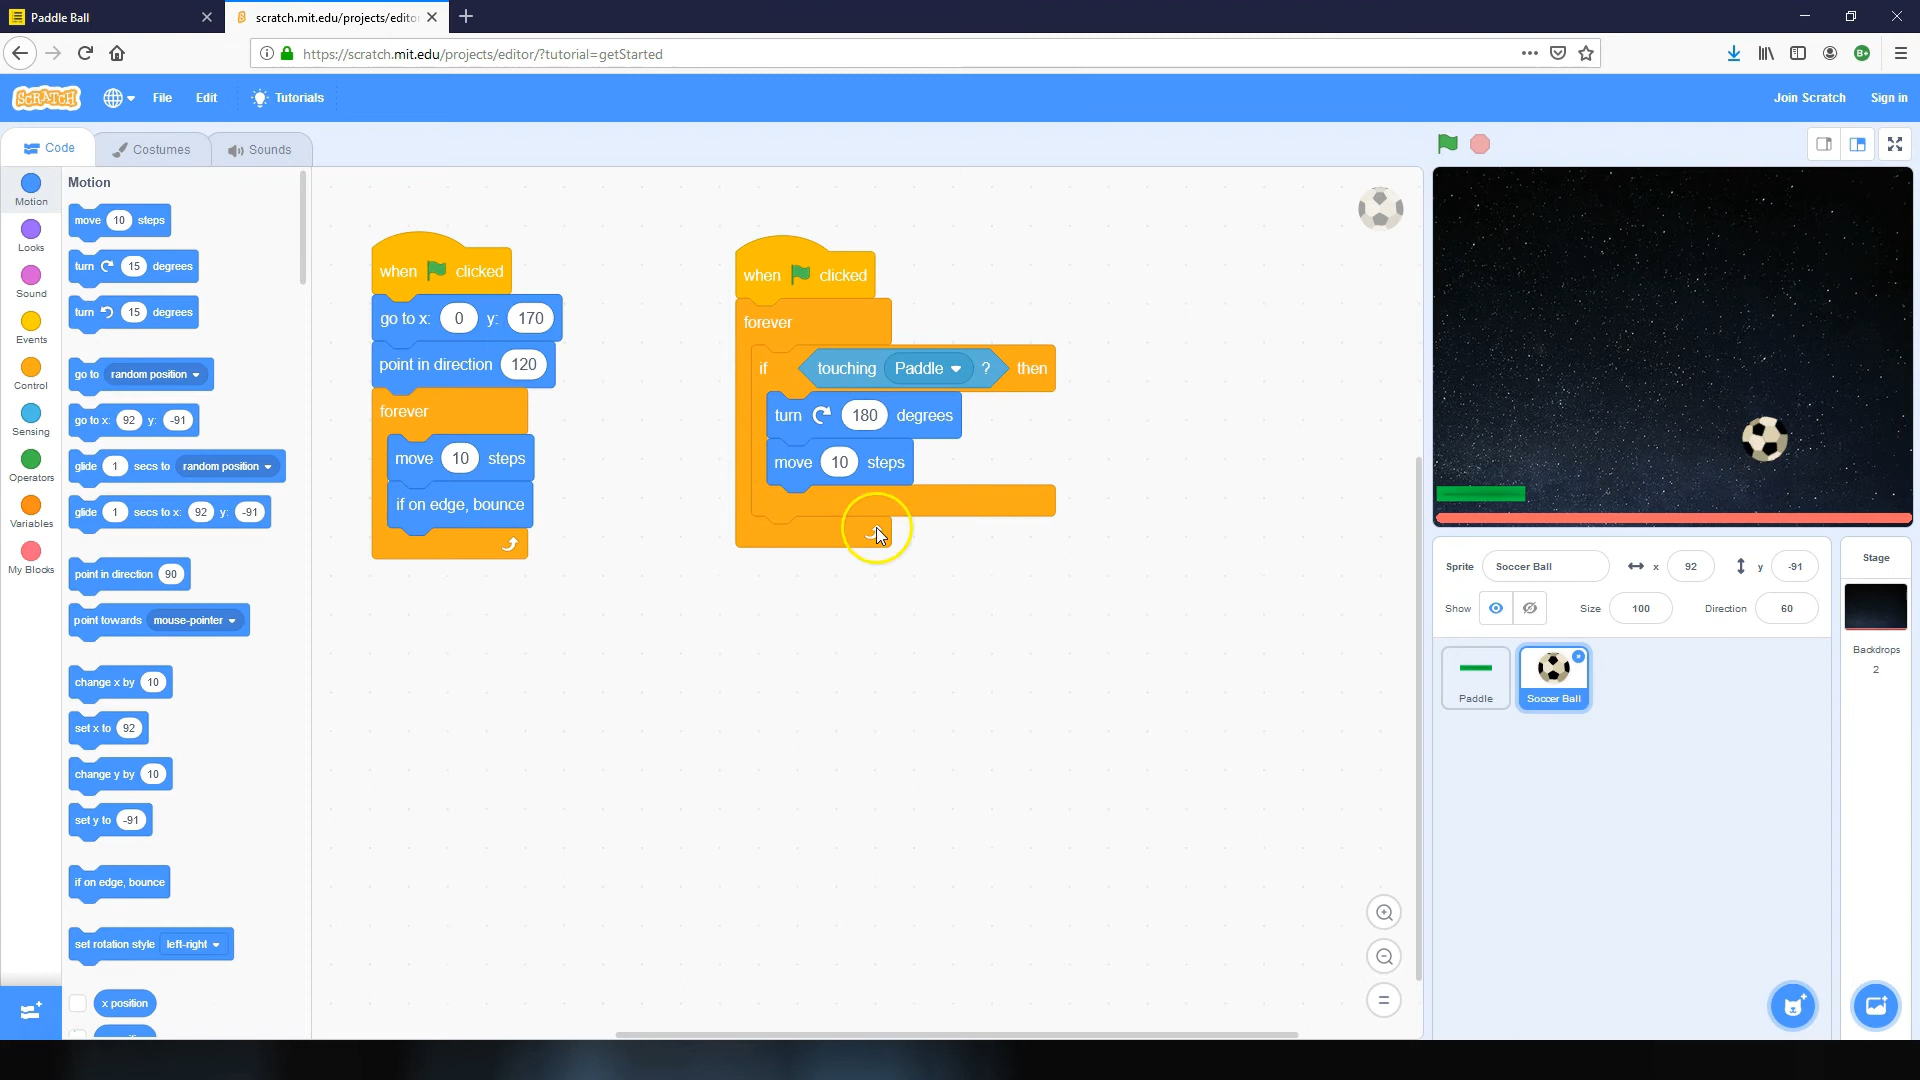 Paddle Ball
scratch.mit.edu/projects/editor
https://scratch.mit.edu/projects/editor/?tutorial=getStarted
SCRATCH
File
Edit
Tutorials
Join Scratch
Sign in
Code
Costumes
Sounds
Motion
Looks
Sound
Events
Control
Sensing
Operators
Variables
My Blocks
Motion
move 10 steps
turn 15 degrees
turn 15 degrees
go to random position
go to x: 92 y: -91
glide 1 secs to random position
glide 1 secs to x: 92 y: -91
point in direction 90
point towards mouse-pointer
change x by 10
set x to 92
change y by 10
set y to -91
if on edge, bounce
set rotation style left-right
x position
when clicked
go to x: 0 y: 170
point in direction 120
forever
move 10 steps
if on edge, bounce
when clicked
forever
if touching Paddle ? then
turn 180 degrees
move 10 steps
Sprite Soccer Ball x 92 y -91
Show Size 100 Direction 60
Paddle
Soccer Ball
Stage
Backdrops
2